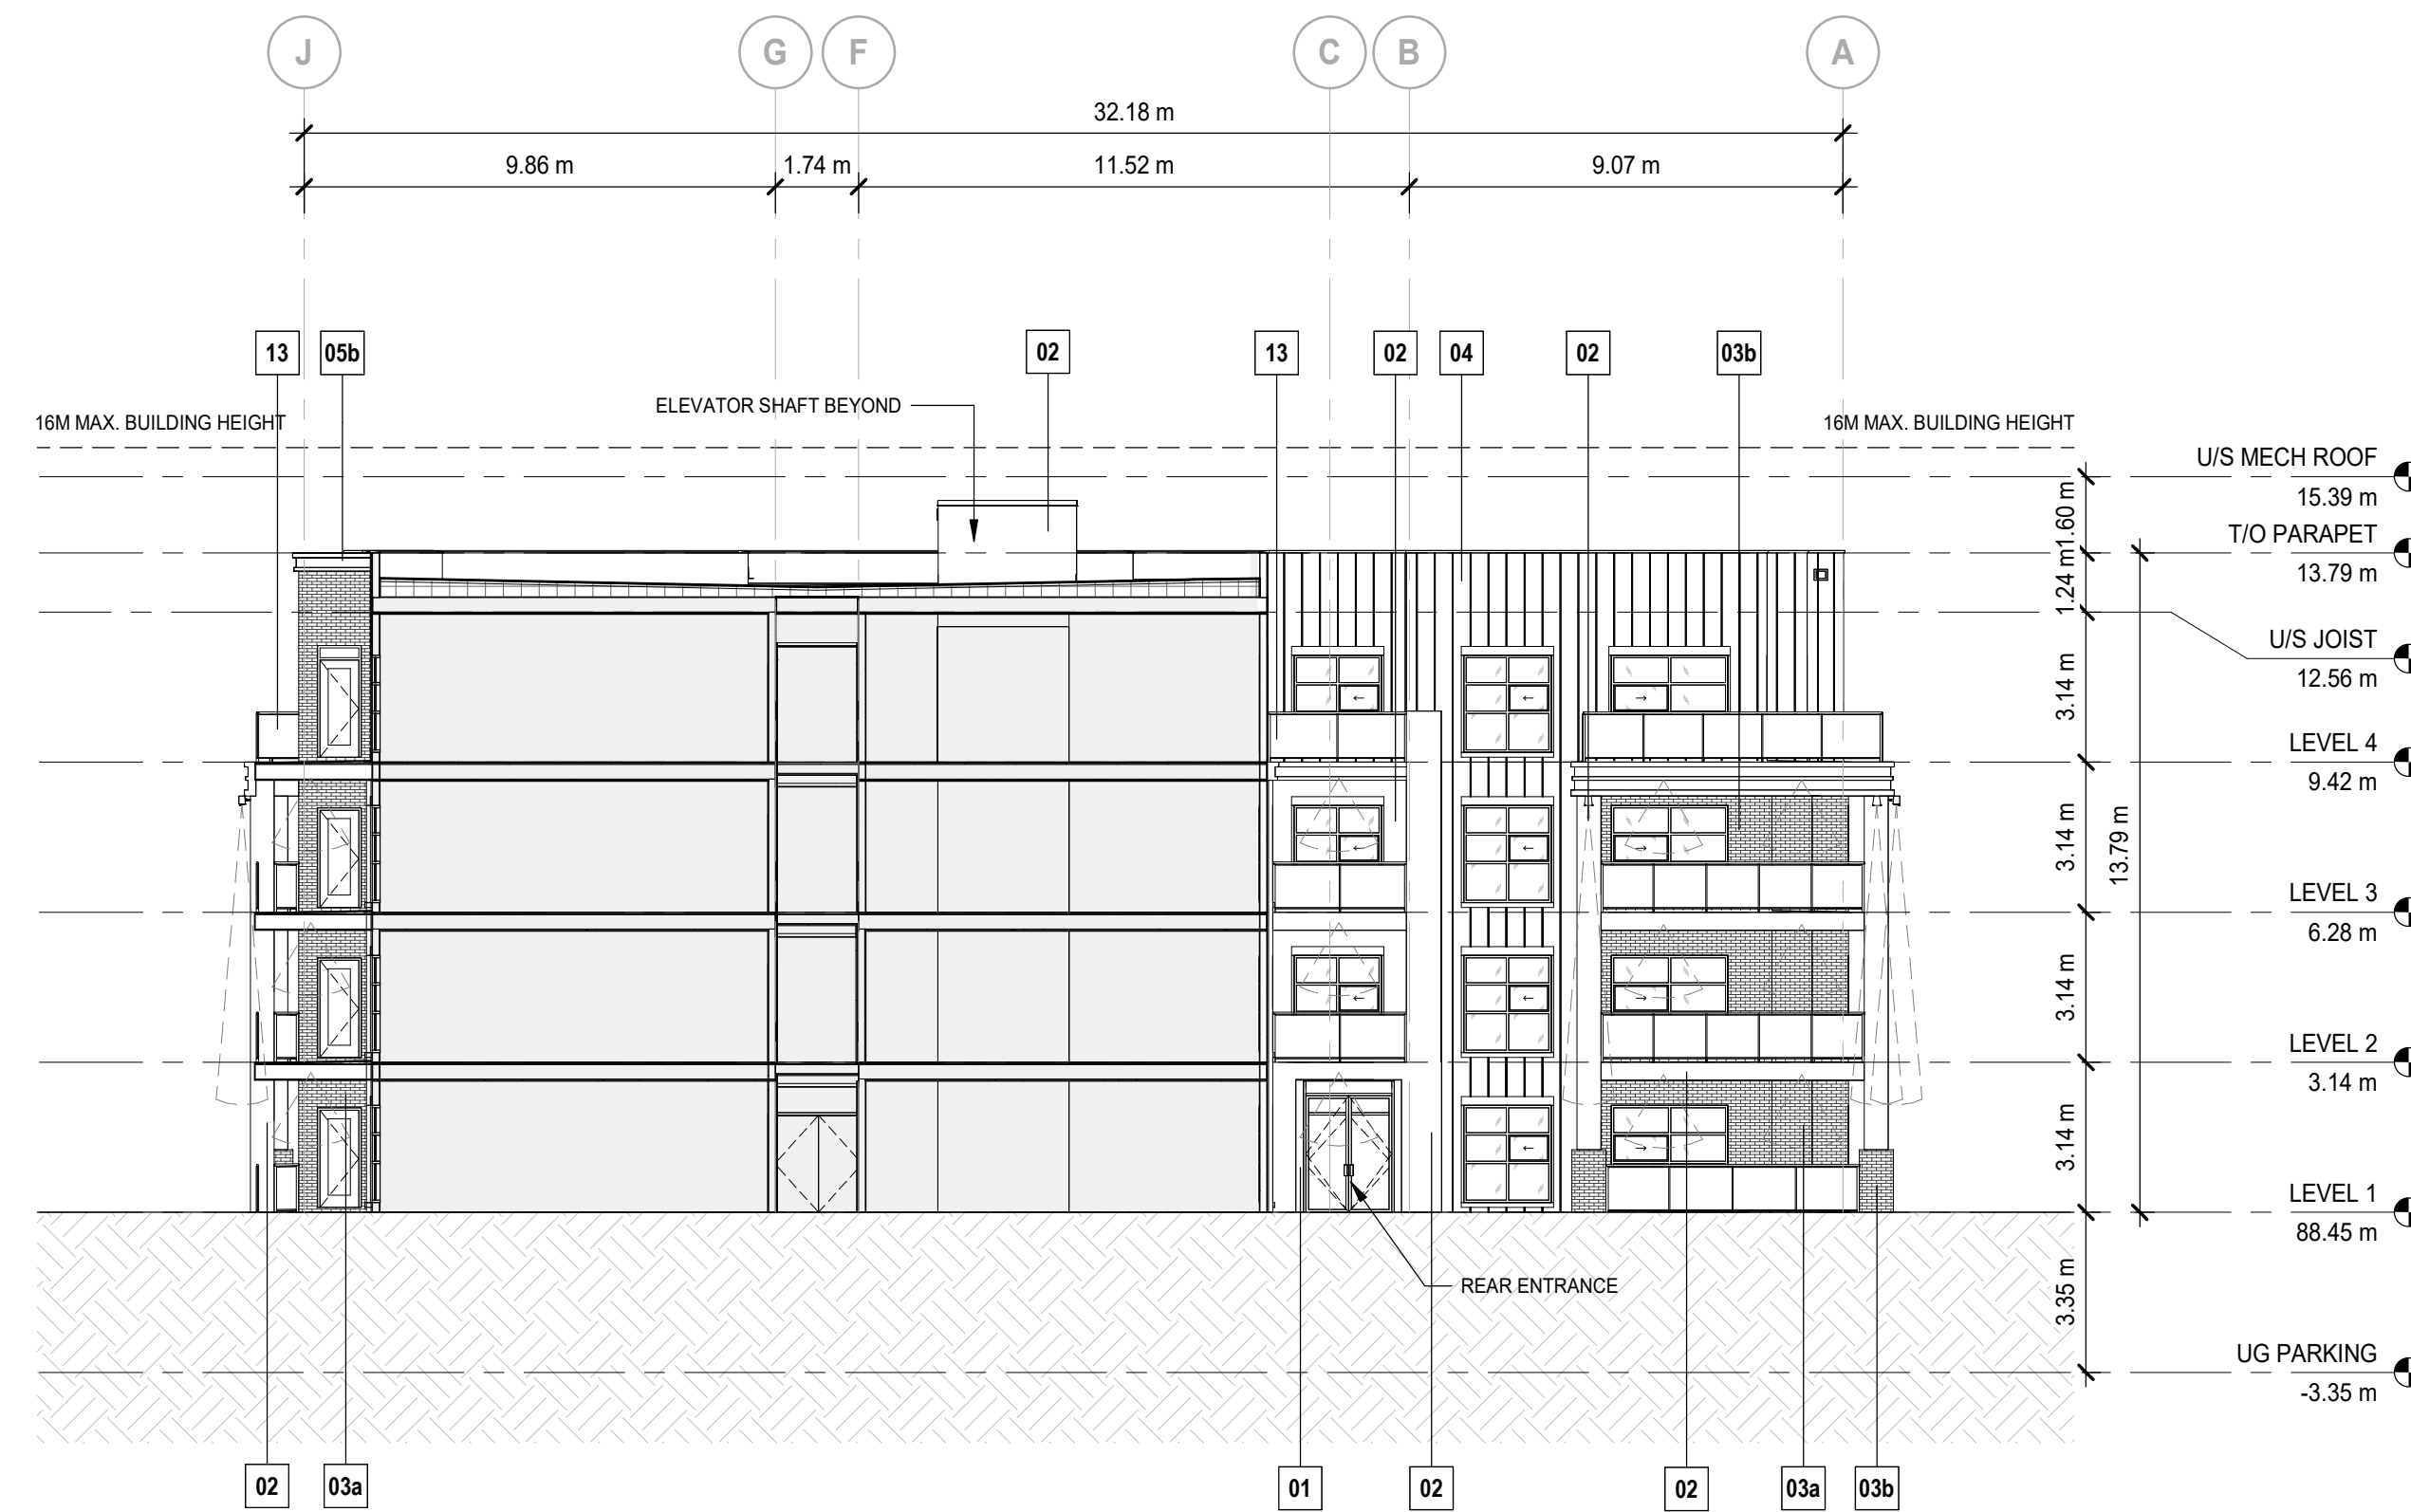 J G F C B A
32.18 m
9.86 m 1.74 m 11.52 m 9.07 m
13 05b 02 13 02 04 02 03b
ELEVATOR SHAFT BEYOND
16M MAX. BUILDING HEIGHT 16M MAX. BUILDING HEIGHT
U/S MECH ROOF
15.39 m
1.60 m
T/O PARAPET
13.79 m
1.24 m
U/S JOIST
12.56 m
3.14 m
LEVEL 4
9.42 m
3.14 m
13.79 m
LEVEL 3
6.28 m
3.14 m
LEVEL 2
3.14 m
3.14 m
LEVEL 1
88.45 m
REAR ENTRANCE
3.35 m
UG PARKING
-3.35 m
02 03a 01 02 02 03a 03b